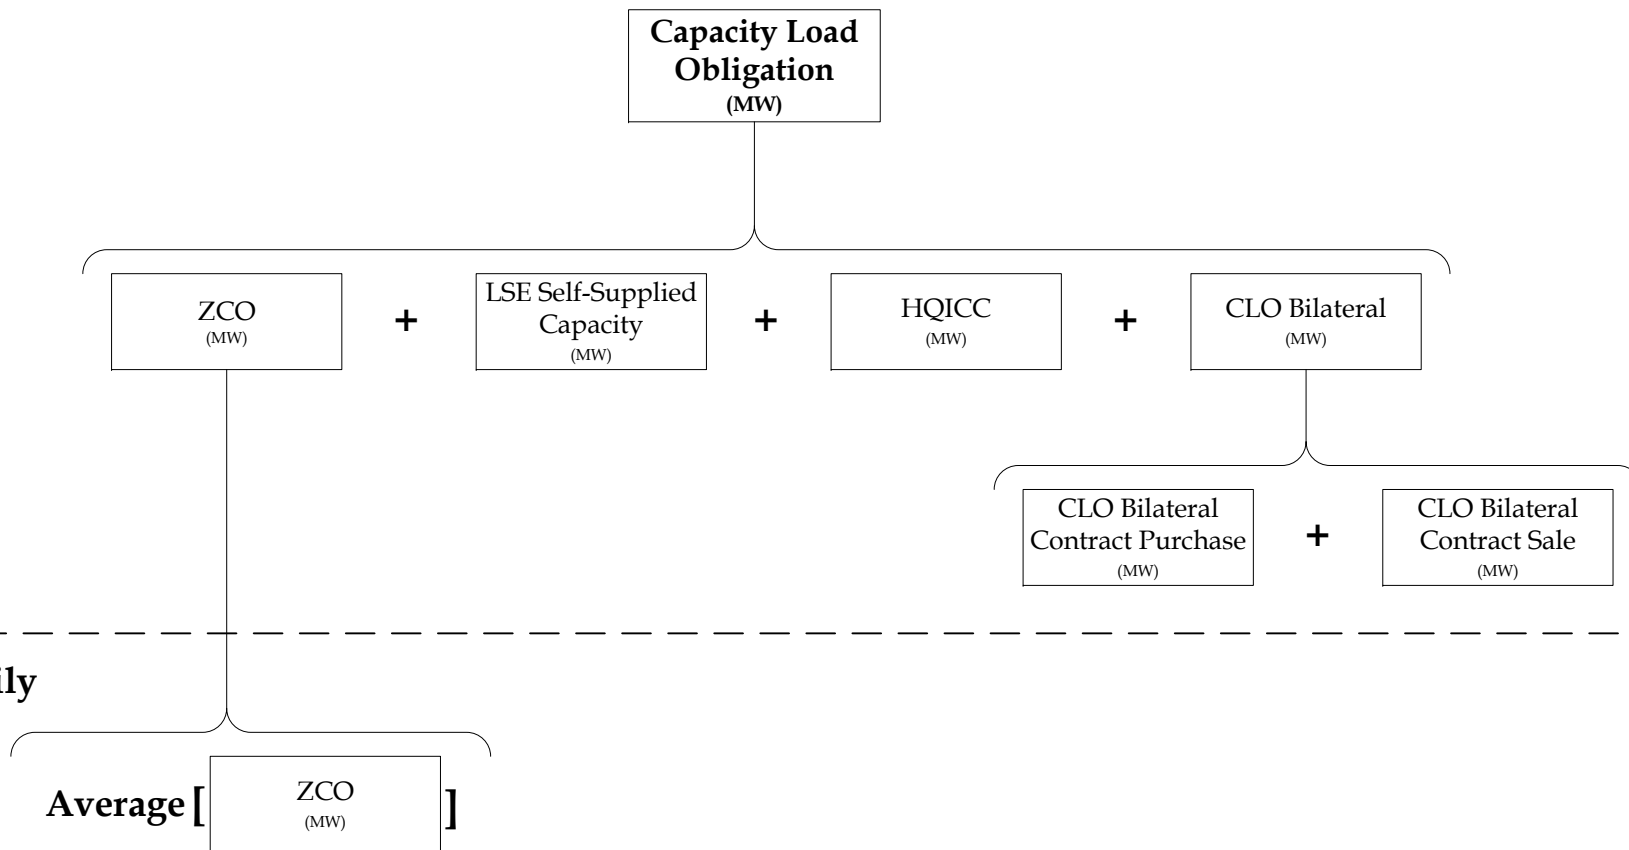 Capacity Load
Obligation
(MW)
ZCO
(MW)
+
LSE Self-Supplied
Capacity
(MW)
+
HQICC
(MW)
+
CLO Bilateral
(MW)
CLO Bilateral
Contract Purchase
(MW)
+
CLO Bilateral
Contract Sale
(MW)
ily
Average [
ZCO
(MW)
]